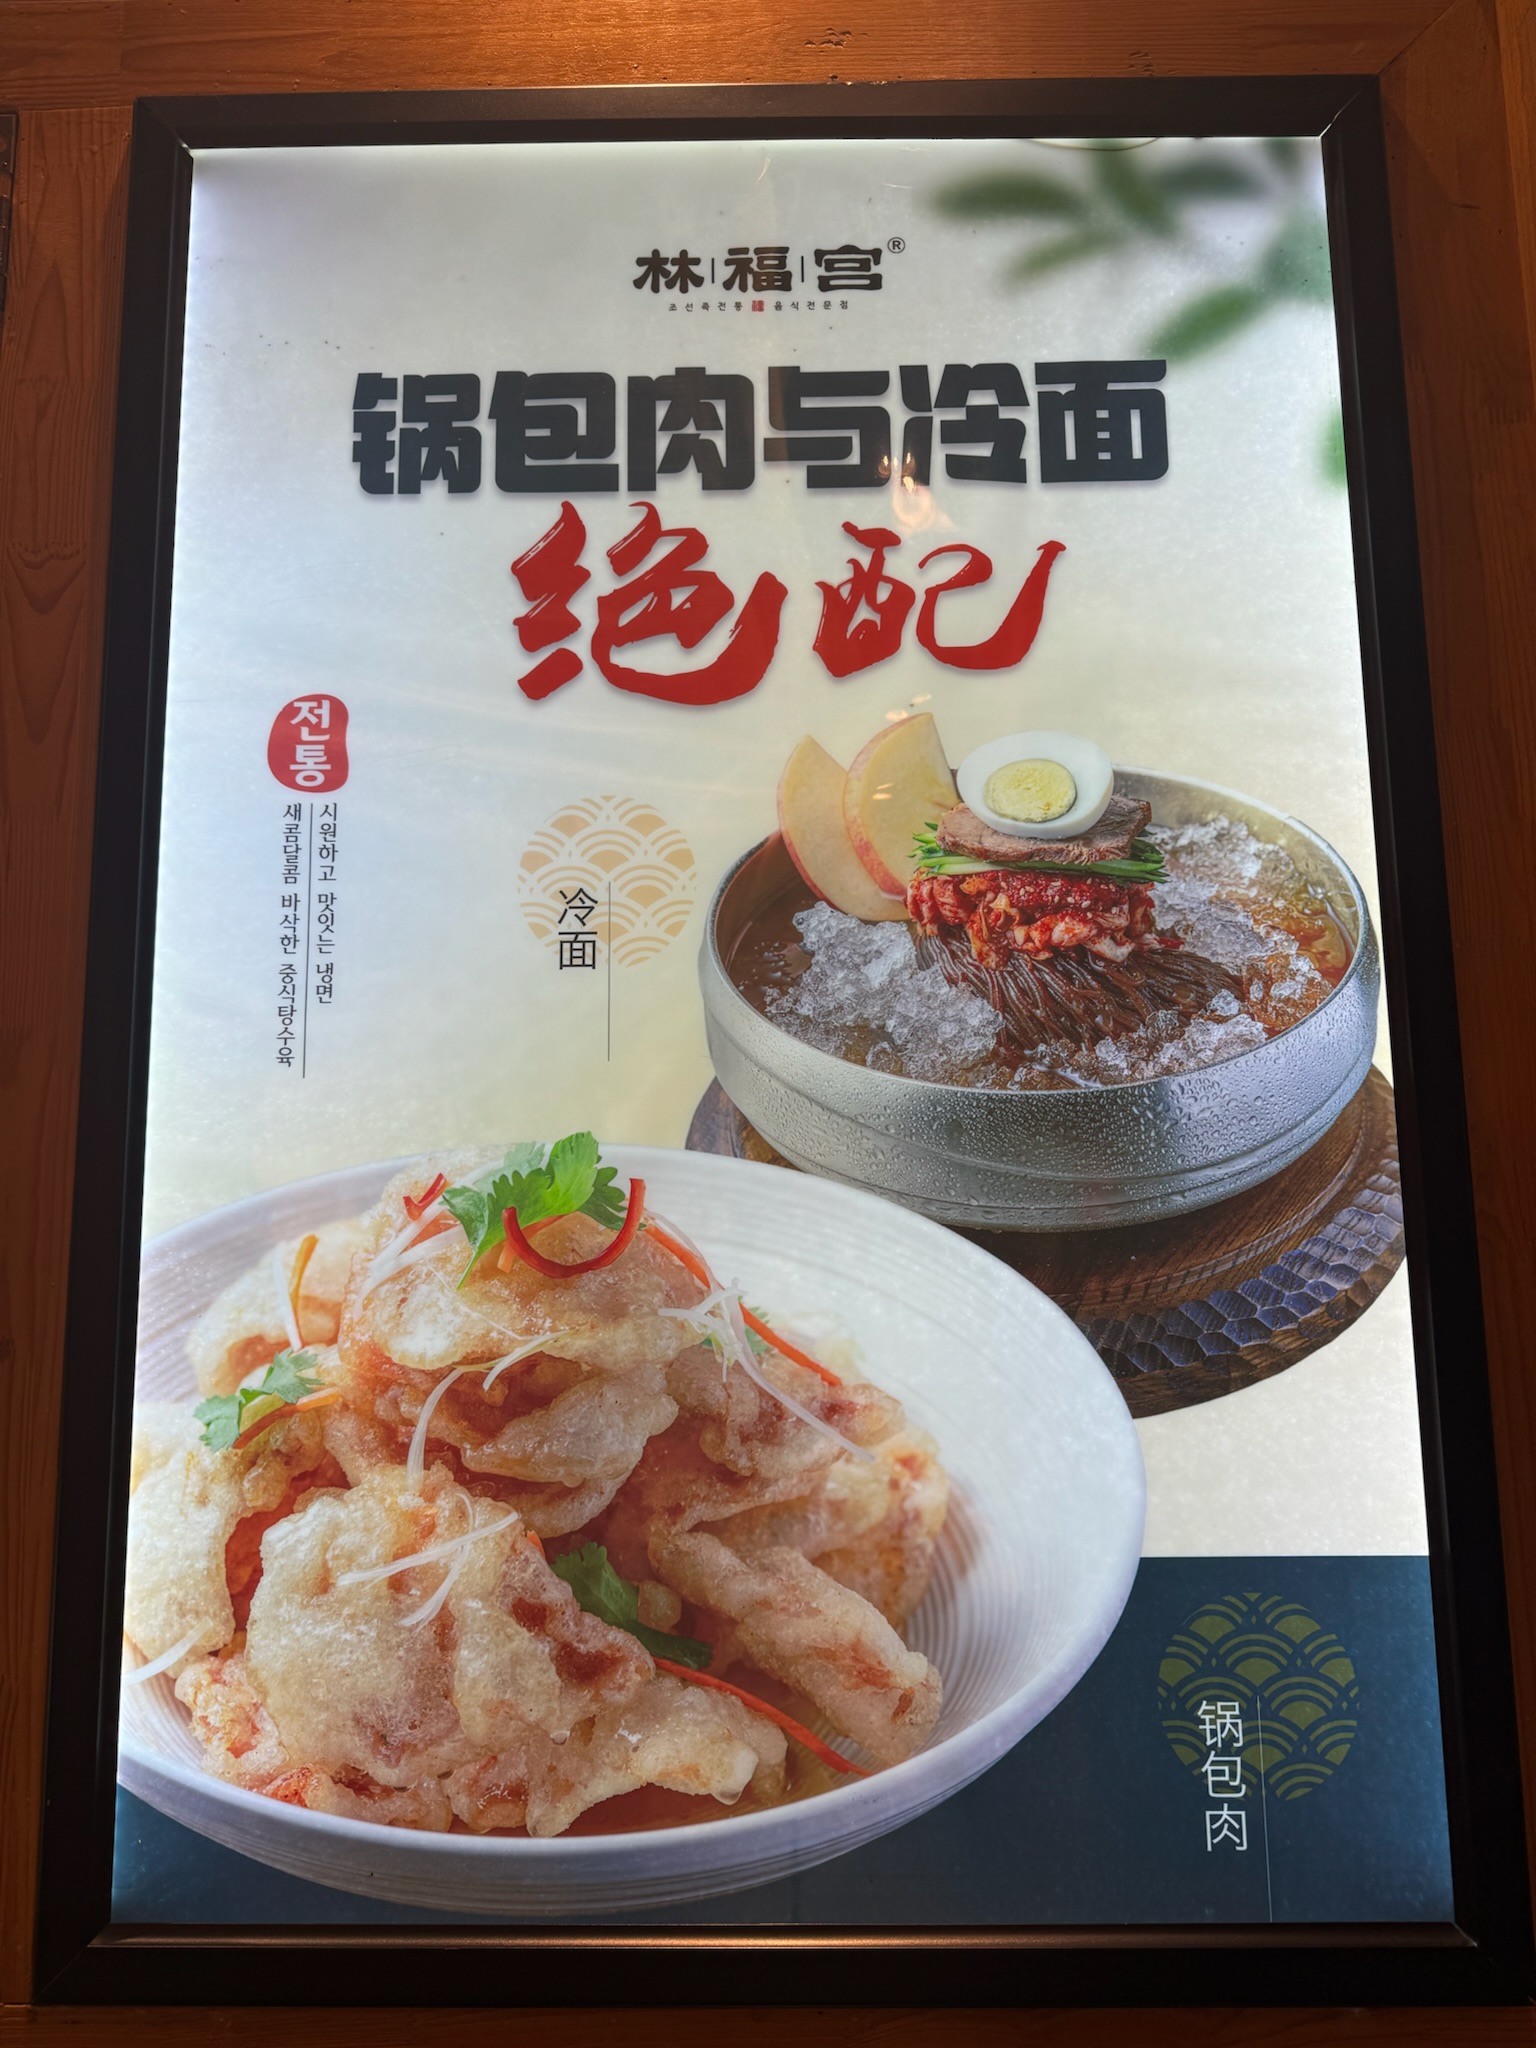 林福宫®
조선족전통 음식전문점
锅包肉与冷面
绝配
전통
시원하고 맛있는 냉면
새콤달콤 바삭한 중식탕수육
冷面
锅包肉